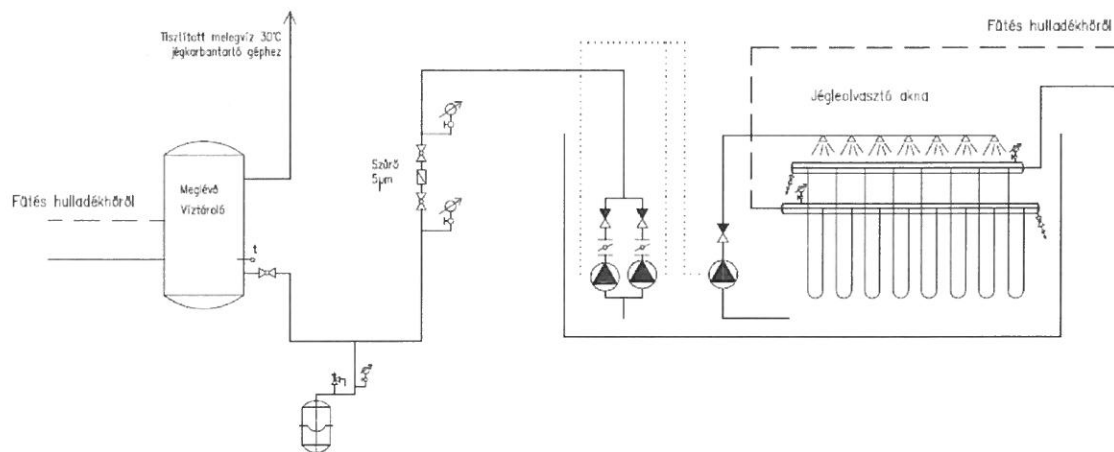 Tisztított melegvíz 30°C
jégkarbantartó géphez
Fűtés hulladékhőről
Jégleolvasztó akna
Szűrő
5μm
Meglévő
Víztároló
Fűtés hulladékhőről
t